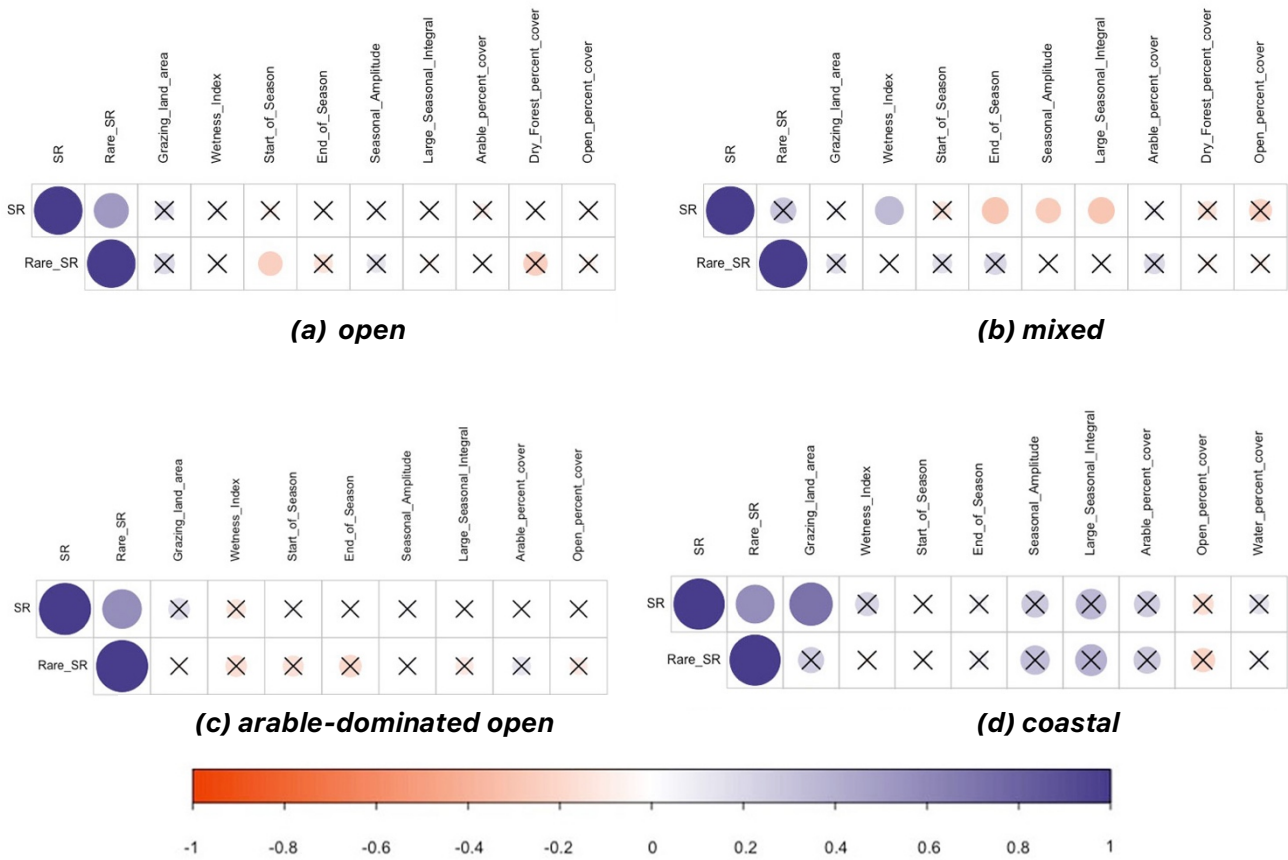 SR
Rare_SR
Grazing_land_area
Wetness_Index
Start_of_Season
End_of_Season
Seasonal_Amplitude
Large_Seasonal_Integral
Arable_percent_cover
Dry_Forest_percent_cover
Open_percent_cover
SR
Rare_SR
(a) open
SR
Rare_SR
Grazing_land_area
Wetness_Index
Start_of_Season
End_of_Season
Seasonal_Amplitude
Large_Seasonal_Integral
Arable_percent_cover
Dry_Forest_percent_cover
Open_percent_cover
SR
Rare_SR
(b) mixed
SR
Rare_SR
Grazing_land_area
Wetness_Index
Start_of_Season
End_of_Season
Seasonal_Amplitude
Large_Seasonal_Integral
Arable_percent_cover
Open_percent_cover
SR
Rare_SR
(c) arable-dominated open
SR
Rare_SR
Grazing_land_area
Wetness_Index
Start_of_Season
End_of_Season
Seasonal_Amplitude
Large_Seasonal_Integral
Arable_percent_cover
Open_percent_cover
Water_percent_cover
SR
Rare_SR
(d) coastal
-1 -0.8 -0.6 -0.4 -0.2 0 0.2 0.4 0.6 0.8 1